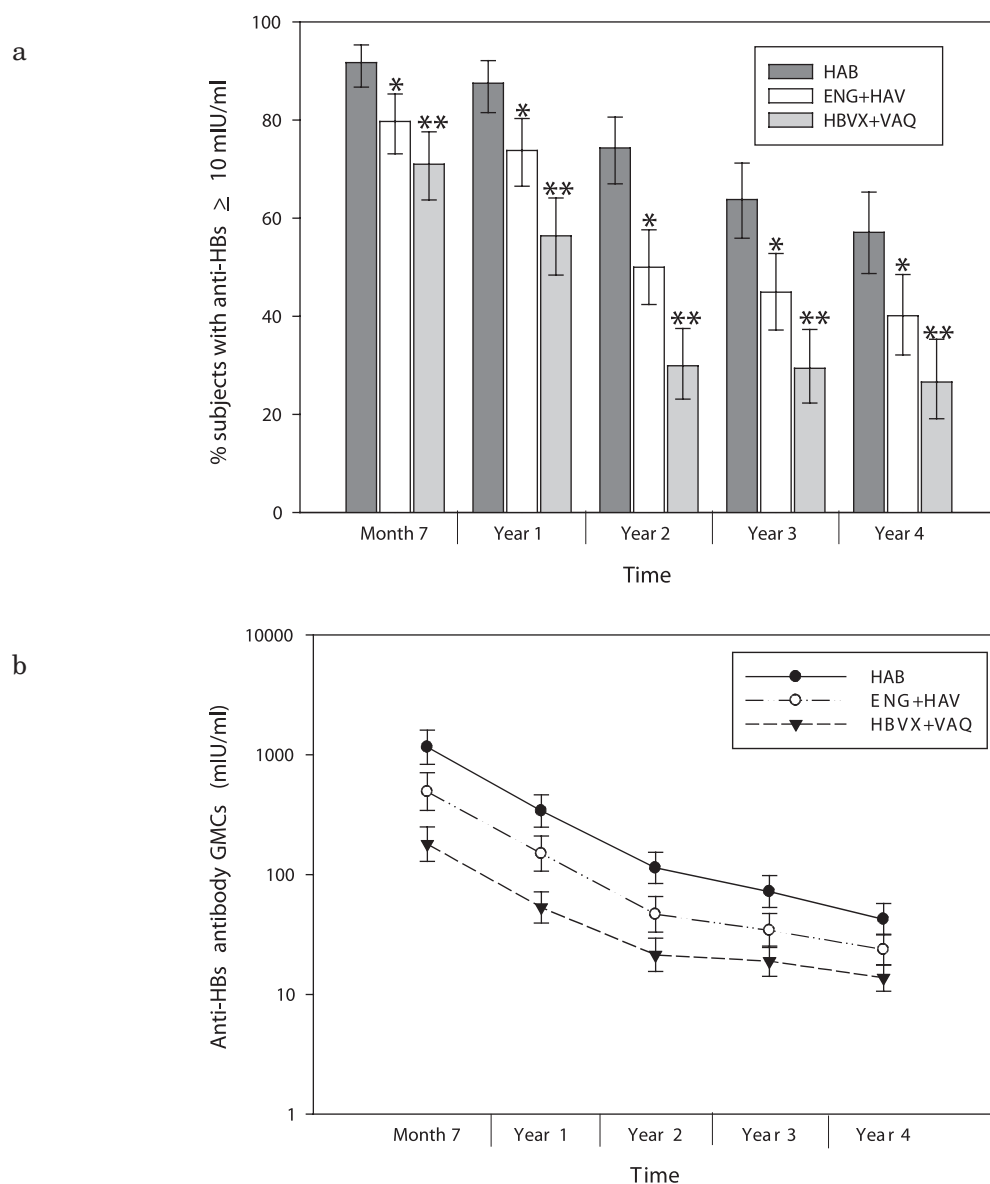 a
100
80
60
40
20
0
% subjects with anti-HBs ≥ 10 mIU/ml
HAB
ENG+HAV
HBVX+VAQ
* ** * ** * ** * ** * **
Month 7 Year 1 Year 2 Year 3 Year 4
Time
b
10000
1000
100
10
1
Anti-HBs antibody GMCs (mIU/ml)
HAB
ENG+HAV
HBVX+VAQ
Month 7 Year 1 Year 2 Year 3 Year 4
Time